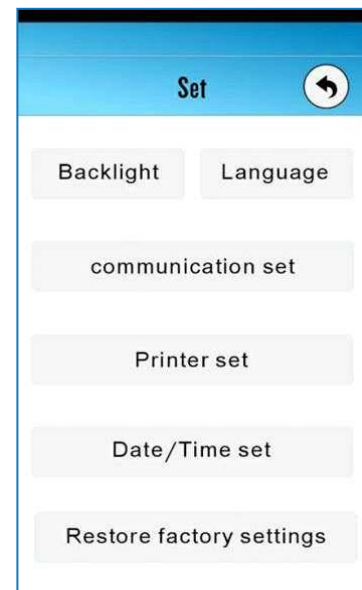 Set
Backlight Language
communication set
Printer set
Date/Time set
Restore factory settings